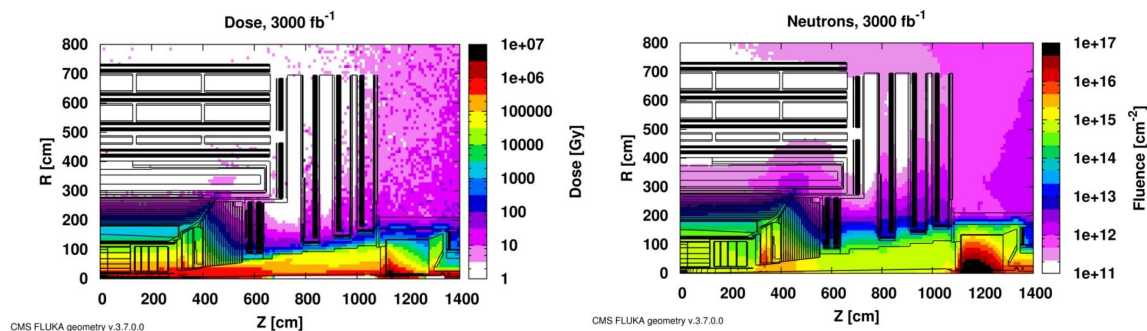 Dose, 3000 fb⁻¹
800
700
600
500
400
300
200
100
0
R [cm]
0 200 400 600 800 1000 1200 1400
Z [cm]
1e+07
1e+06
100000
10000
1000
100
10
1
Dose [Gy]
CMS FLUKA geometry v.3.7.0.0
Neutrons, 3000 fb⁻¹
800
700
600
500
400
300
200
100
0
R [cm]
0 200 400 600 800 1000 1200 1400
Z [cm]
1e+17
1e+16
1e+15
1e+14
1e+13
1e+12
1e+11
Fluence [cm⁻²]
CMS FLUKA geometry v.3.7.0.0